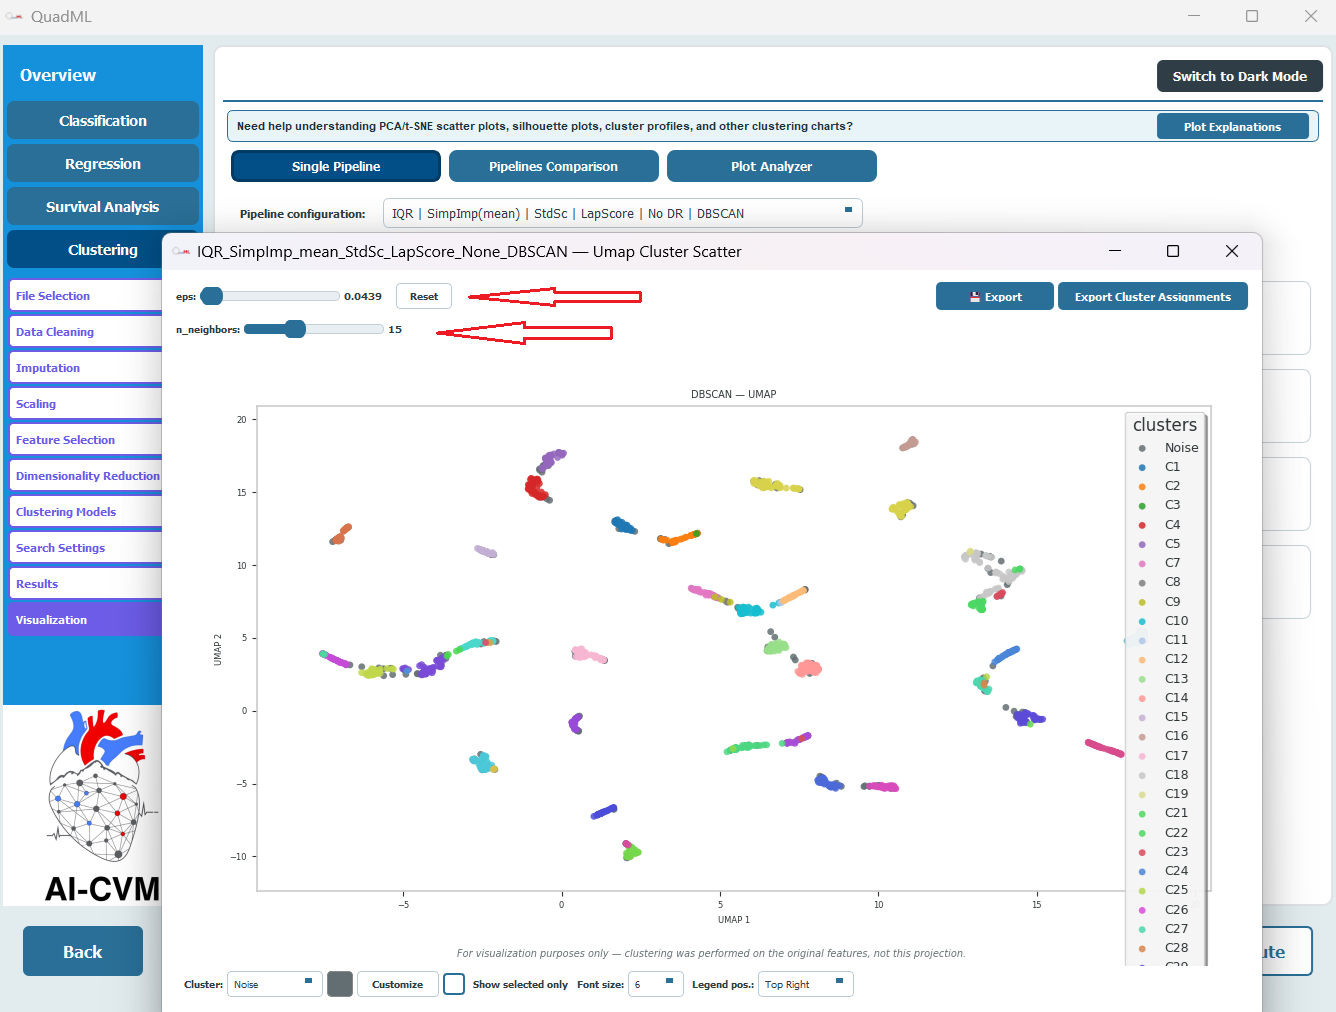 QuadML
Overview
Switch to Dark Mode
Classification
Need help understanding PCA/t-SNE scatter plots, silhouette plots, cluster profiles, and other clustering charts?
Plot Explanations
Regression
Single Pipeline
Pipelines Comparison
Plot Analyzer
Survival Analysis
Pipeline configuration:
IQR | SimpImp(mean) | StdSc | LapScore | No DR | DBSCAN
Clustering
IQR_SimpImp_mean_StdSc_LapScore_None_DBSCAN — Umap Cluster Scatter
File Selection
Data Cleaning
Imputation
Scaling
Feature Selection
Dimensionality Reduction
Clustering Models
Search Settings
Results
Visualization
AI-CVM
Back
eps:
0.0439
Reset
Export
Export Cluster Assignments
n_neighbors:
15
DBSCAN — UMAP
20
15
10
5
0
−5
−10
UMAP 2
−5
0
5
10
15
UMAP 1
clusters
Noise
C1
C2
C3
C4
C5
C7
C8
C9
C10
C11
C12
C13
C14
C15
C16
C17
C18
C19
C21
C22
C23
C24
C25
C26
C27
C28
For visualization purposes only — clustering was performed on the original features, not this projection.
Cluster:
Noise
Customize
Show selected only
Font size:
6
Legend pos.:
Top Right